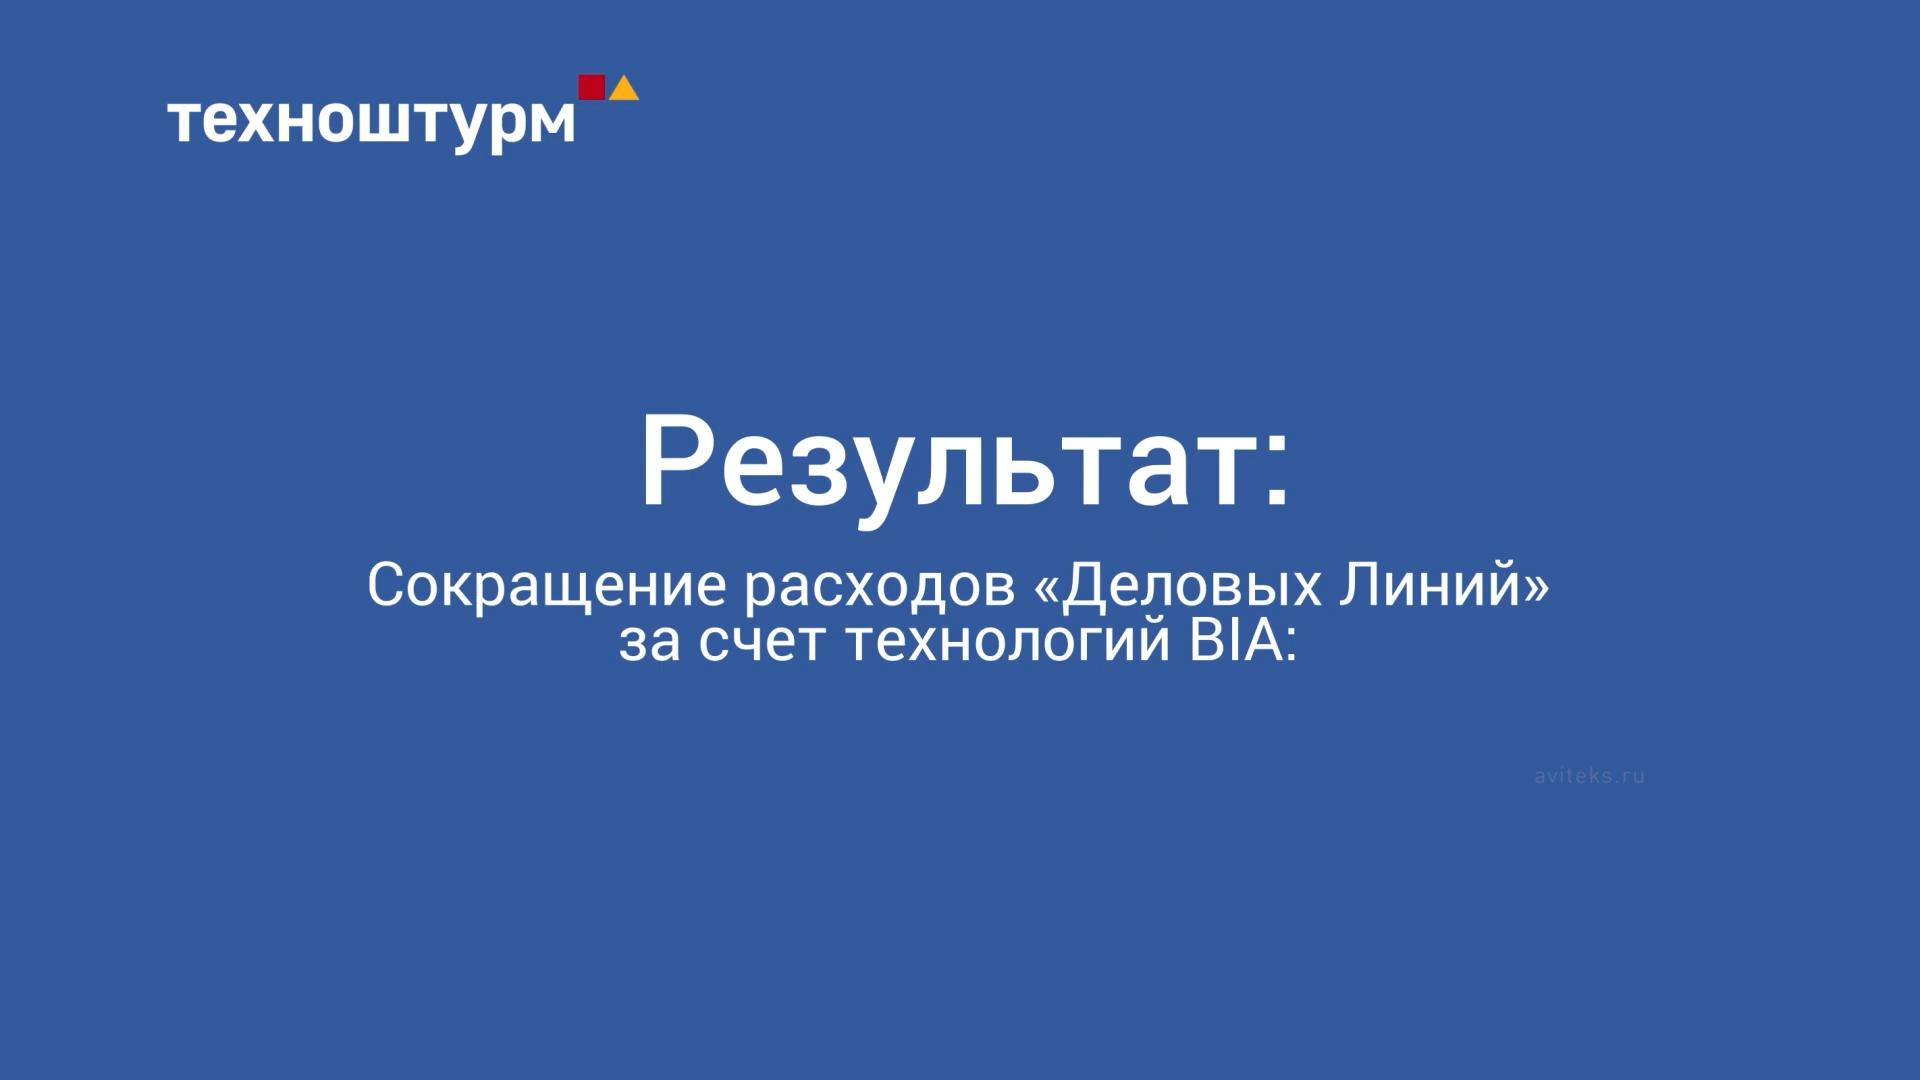 техноштурм
Результат:
Сокращение расходов «Деловых Линий»
за счет технологий BIA:
aviteks.ru